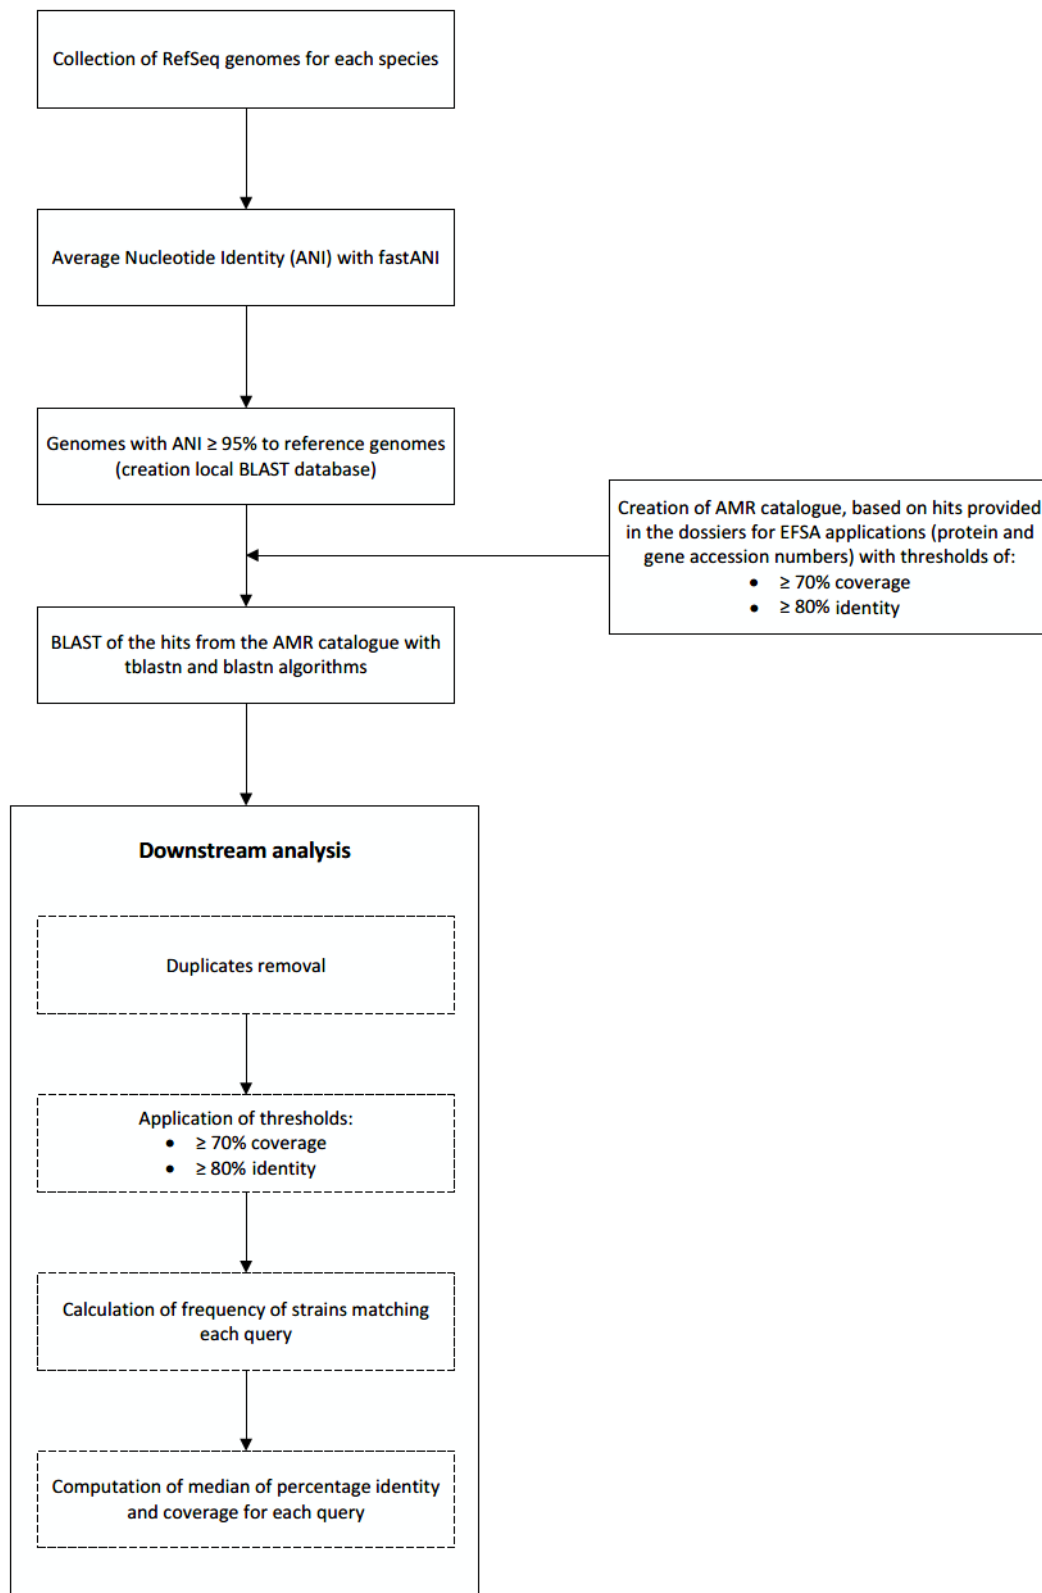 Collection of RefSeq genomes for each species
Average Nucleotide Identity (ANI) with fastANI
Genomes with ANI ≥ 95% to reference genomes
(creation local BLAST database)
Creation of AMR catalogue, based on hits provided
in the dossiers for EFSA applications (protein and
gene accession numbers) with thresholds of:
• ≥ 70% coverage
• ≥ 80% identity
BLAST of the hits from the AMR catalogue with
tblastn and blastn algorithms
Downstream analysis
Duplicates removal
Application of thresholds:
• ≥ 70% coverage
• ≥ 80% identity
Calculation of frequency of strains matching
each query
Computation of median of percentage identity
and coverage for each query